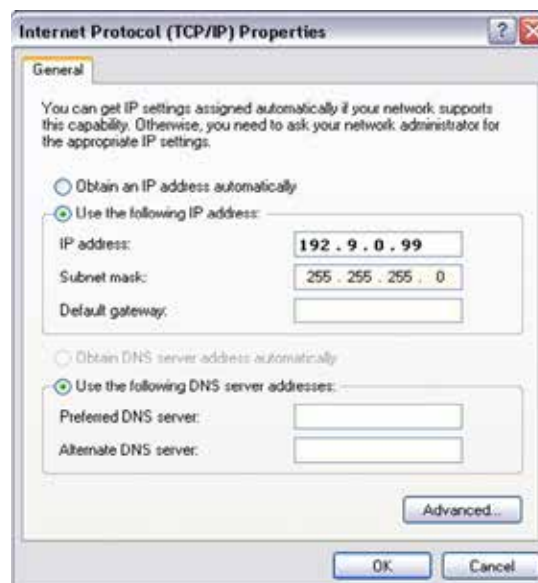 Internet Protocol (TCP/IP) Properties
General
You can get IP settings assigned automatically if your network supports
this capability. Otherwise, you need to ask your network administrator for
the appropriate IP settings.
Obtain an IP address automatically
Use the following IP address:
IP address: 192 . 9 . 0 . 99
Subnet mask: 255 . 255 . 255 . 0
Default gateway:
Obtain DNS server address automatically
Use the following DNS server addresses:
Preferred DNS server:
Alternate DNS server:
Advanced...
OK Cancel